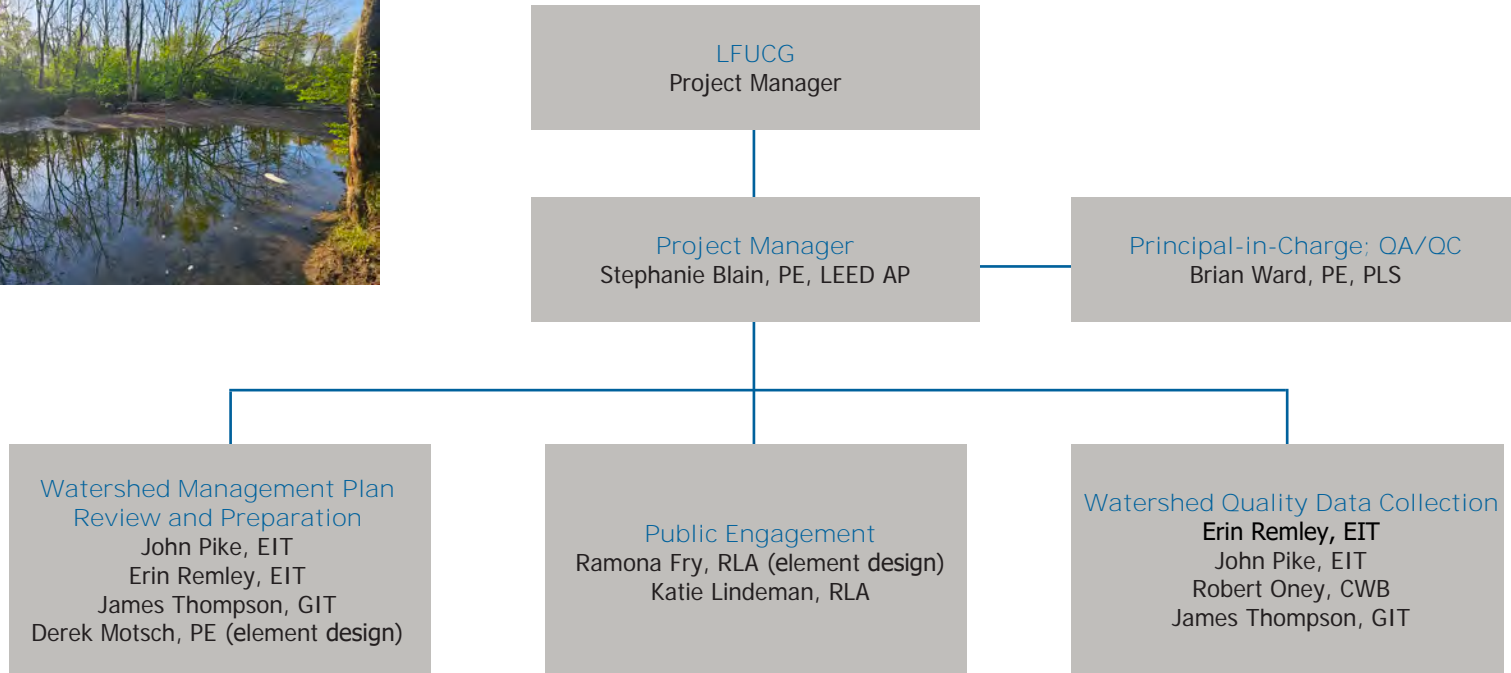 LFUCG
Project Manager
Project Manager
Stephanie Blain, PE, LEED AP
Principal-in-Charge; QA/QC
Brian Ward, PE, PLS
Watershed Management Plan
Review and Preparation
John Pike, EIT
Erin Remley, EIT
James Thompson, GIT
Derek Motsch, PE (element design)
Public Engagement
Ramona Fry, RLA (element design)
Katie Lindeman, RLA
Watershed Quality Data Collection
Erin Remley, EIT
John Pike, EIT
Robert Oney, CWB
James Thompson, GIT